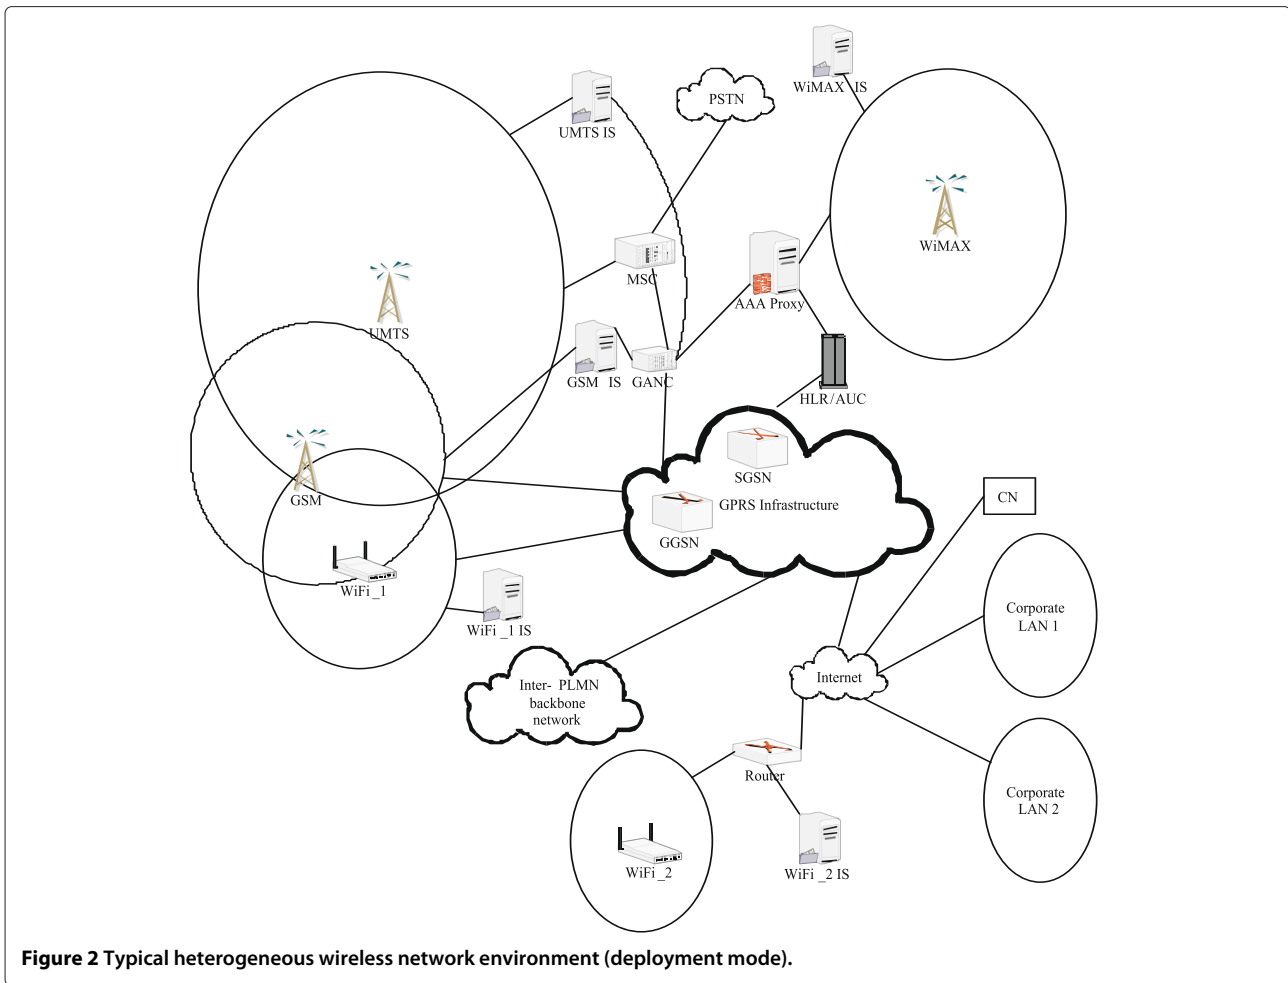 WiMAX IS
PSTN
UMTS IS
WiMAX
MSC
AAA Proxy
UMTS
GSM IS
GANC
HLR/AUC
SGSN
GSM
GPRS Infrastructure
CN
GGSN
WiFi_1
Corporate
LAN 1
WiFi_1 IS
Internet
Inter- PLMN
backbone
network
Router
Corporate
LAN 2
WiFi_2
WiFi_2 IS
Figure 2 Typical heterogeneous wireless network environment (deployment mode).